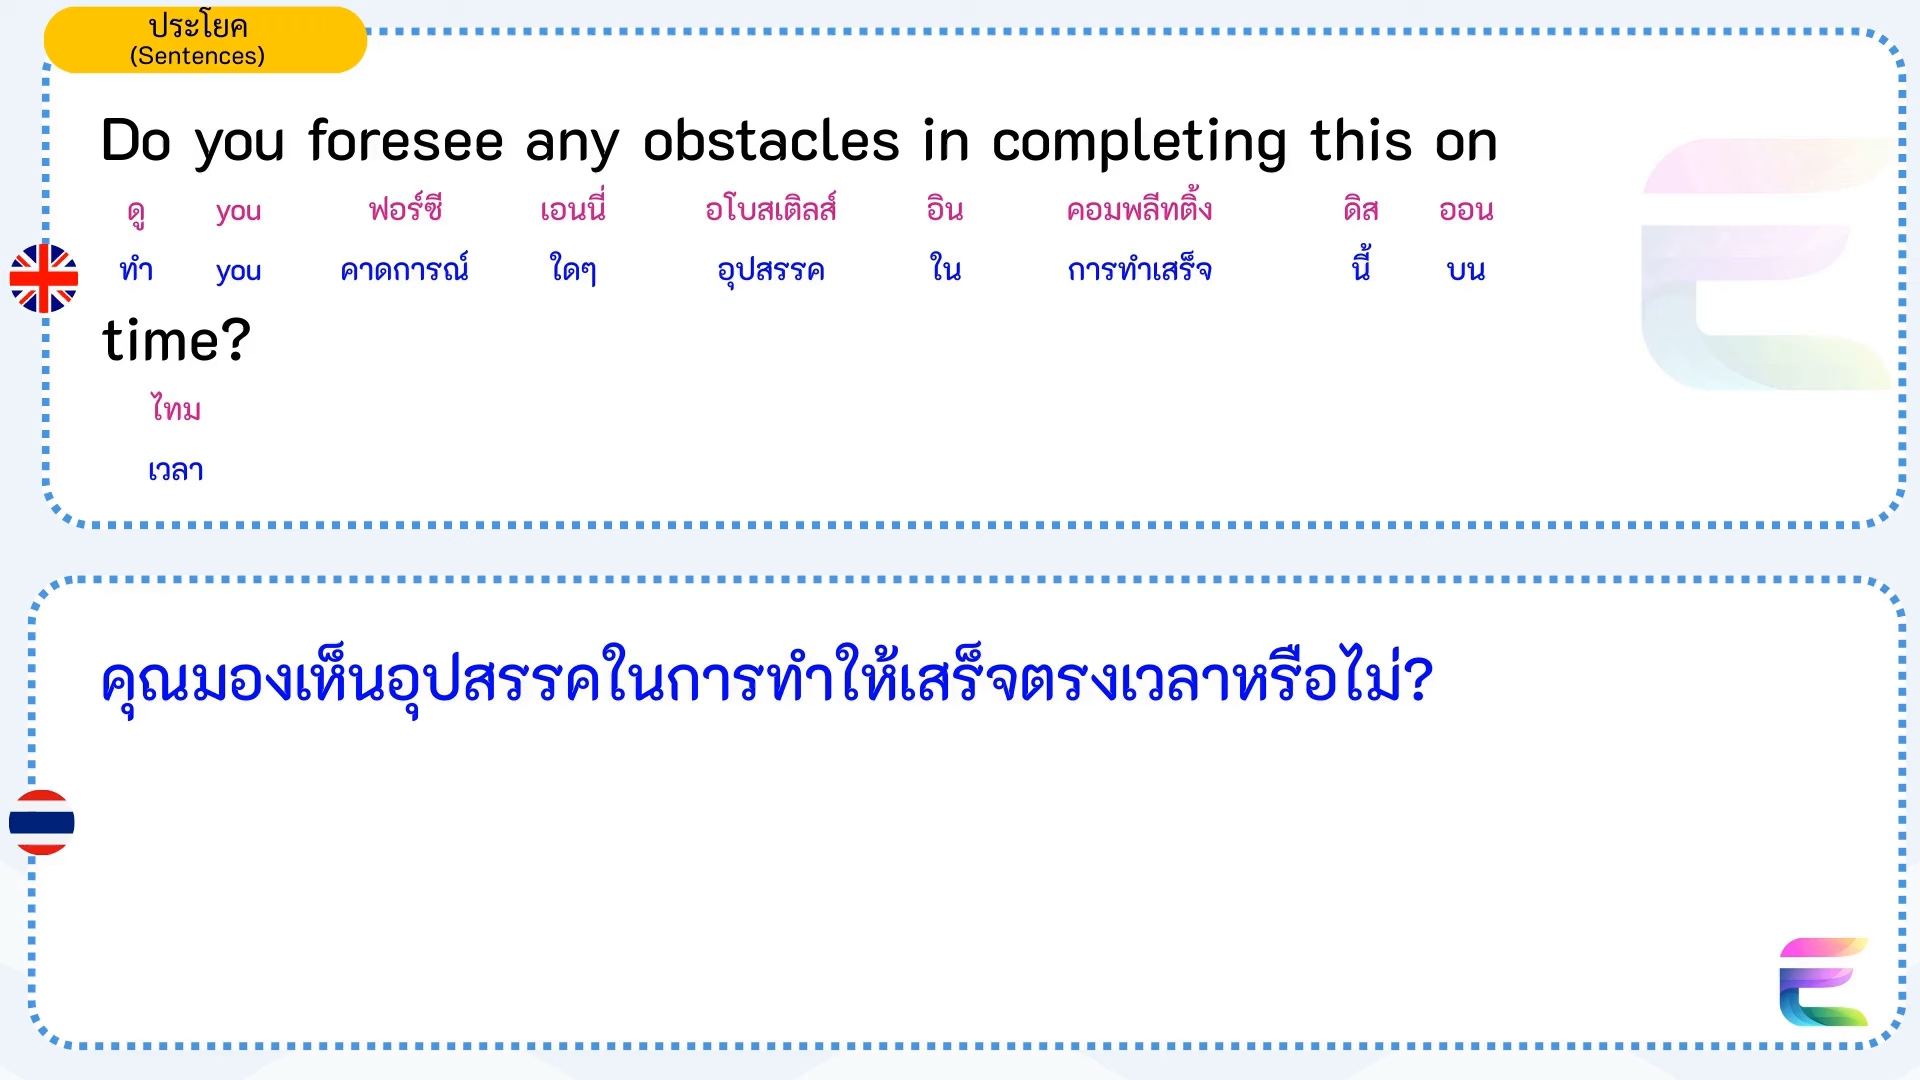 ประโยค
(Sentences)
Do you foresee any obstacles in completing this on
ดู you ฟอร์ซี เอนนี่ อโบสเติลส์ อิน คอมพลีทติ้ง ดิส ออน
ทำ you คาดการณ์ ใดๆ อุปสรรค ใน การทำเสร็จ นี้ บน
time?
ไทม
เวลา
คุณมองเห็นอุปสรรคในการทำให้เสร็จตรงเวลาหรือไม่?